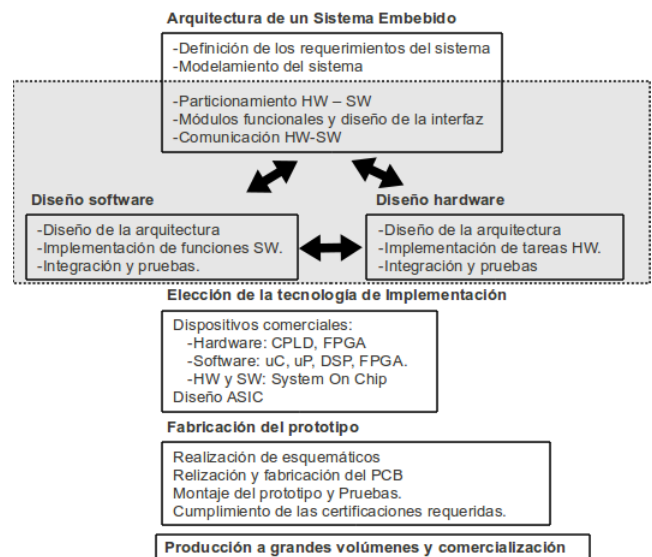 Arquitectura de un Sistema Embebido
-Definición de los requerimientos del sistema
-Modelamiento del sistema
-Particionamiento HW – SW
-Módulos funcionales y diseño de la interfaz
-Comunicación HW-SW
Diseño software
-Diseño de la arquitectura
-Implementación de funciones SW.
-Integración y pruebas.
Diseño hardware
-Diseño de la arquitectura
-Implementación de tareas HW.
-Integración y pruebas
Elección de la tecnología de Implementación
Dispositivos comerciales:
-Hardware: CPLD, FPGA
-Software: uC, uP, DSP, FPGA.
-HW y SW: System On Chip
Diseño ASIC
Fabricación del prototipo
Realización de esquemáticos
Relización y fabricación del PCB
Montaje del prototipo y Pruebas.
Cumplimiento de las certificaciones requeridas.
Producción a grandes volúmenes y comercialización